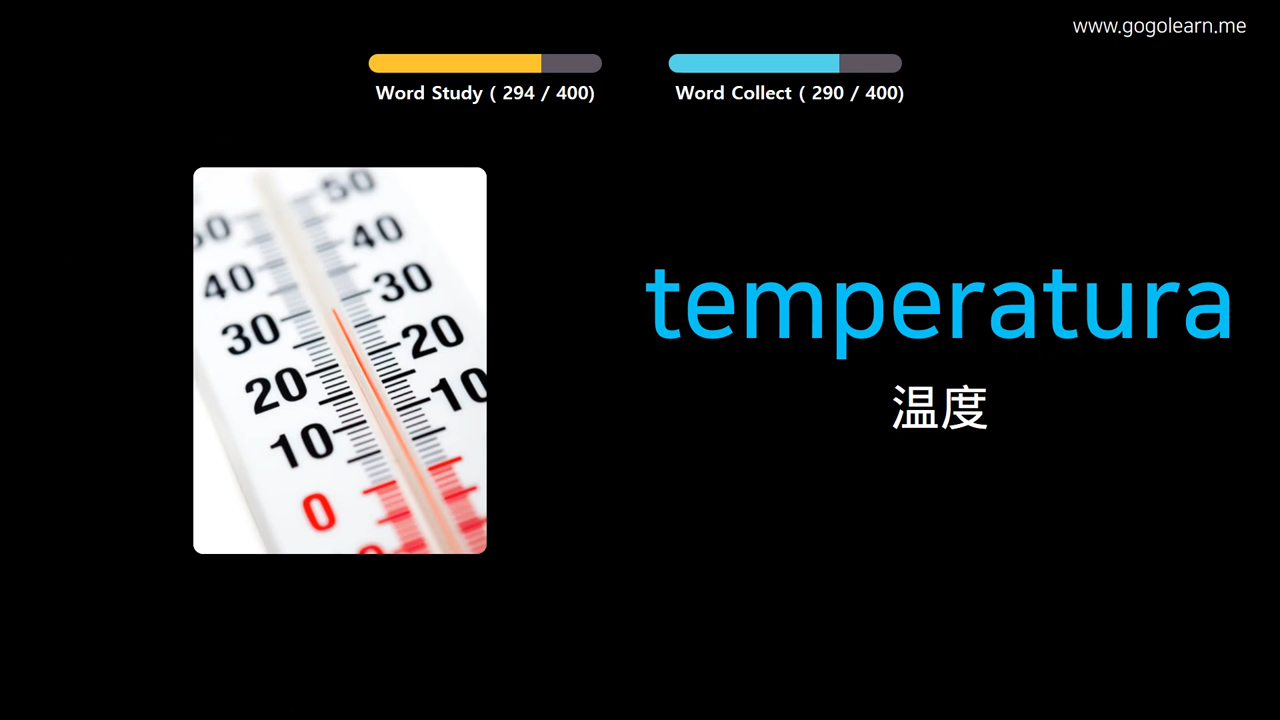 www.gogolearn.me
Word Study ( 294 / 400)
Word Collect ( 290 / 400)
50
50
40
40
30
30
20
20
10
10
0
temperatura
温度